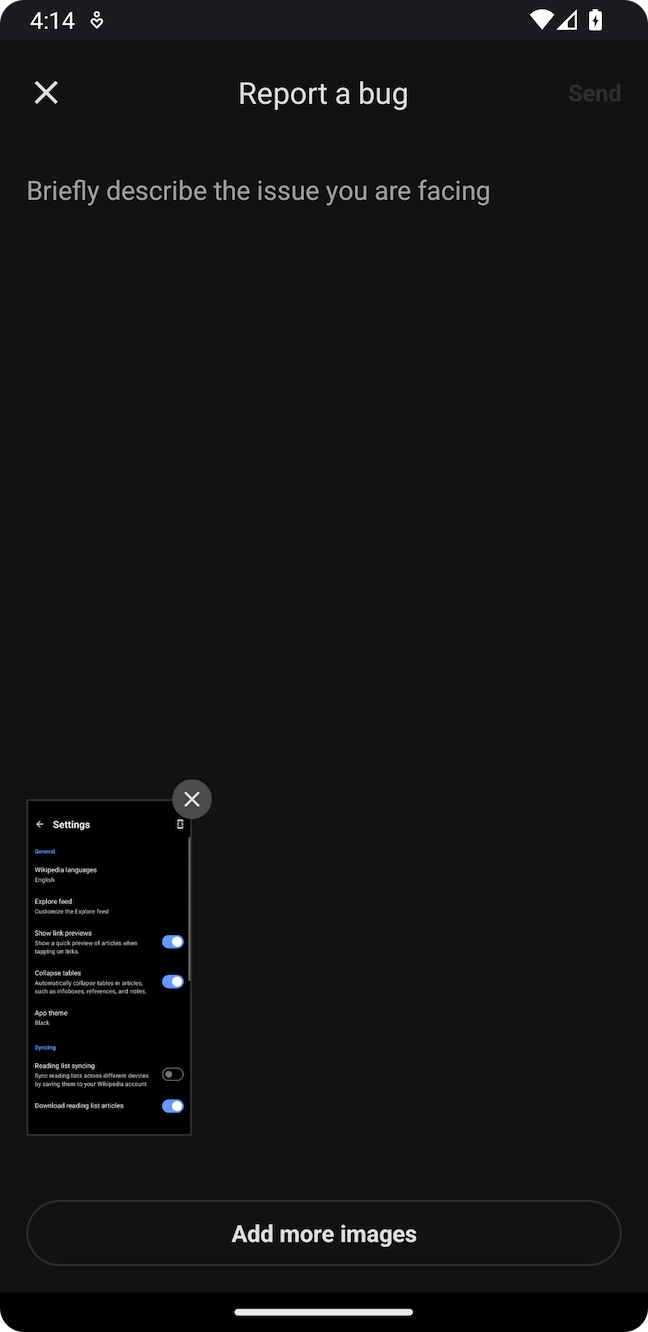 4:14
Report a bug
Send
Briefly describe the issue you are facing
Settings
General
Wikipedia languages
English
Explore feed
Customize the Explore feed
Show link previews
Show a quick preview of articles when
tapping on links.
Collapse tables
Automatically collapse tables in articles,
such as infoboxes, references, and notes.
App theme
Black
Syncing
Reading list syncing
Sync reading lists across different devices
by saving them to your Wikipedia account
Download reading list articles
Add more images